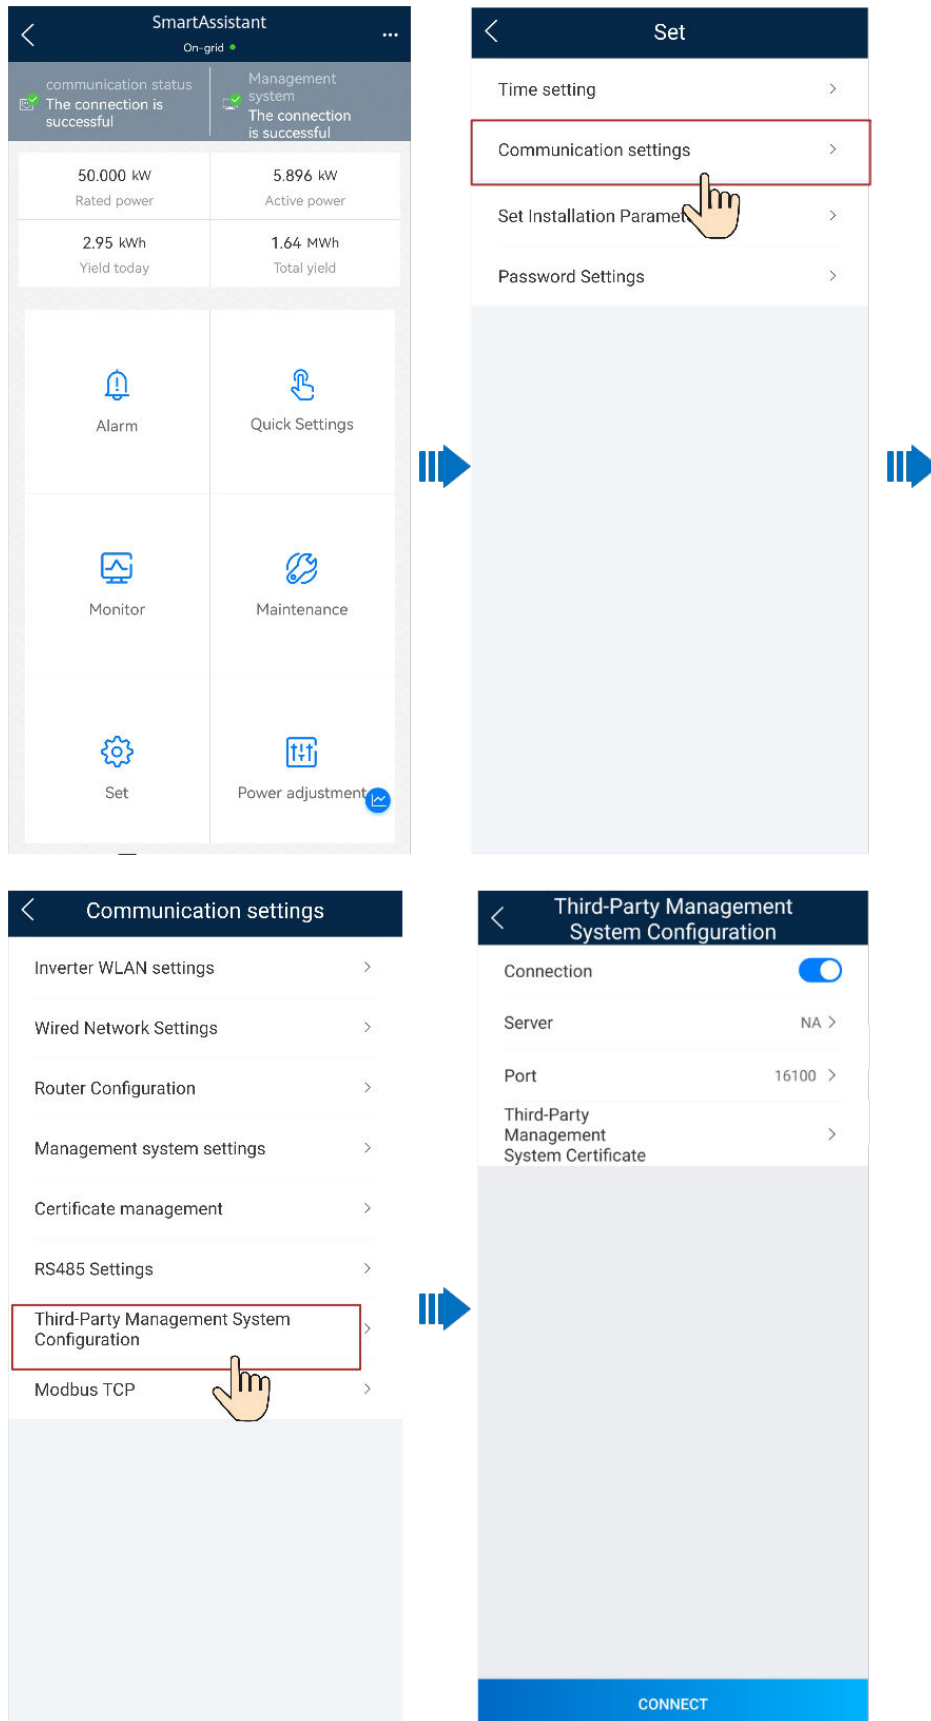 SmartAssistant
On-grid
communication status
The connection is
successful
Management
system
The connection
is successful
50.000 kW
Rated power
5.896 kW
Active power
2.95 kWh
Yield today
1.64 MWh
Total yield
Alarm
Quick Settings
Monitor
Maintenance
Set
Power adjustment
Set
Time setting
Communication settings
Set Installation Paramet
Password Settings
Communication settings
Inverter WLAN settings
Wired Network Settings
Router Configuration
Management system settings
Certificate management
RS485 Settings
Third-Party Management System
Configuration
Modbus TCP
Third-Party Management
System Configuration
Connection
Server
NA
Port
16100
Third-Party
Management
System Certificate
CONNECT